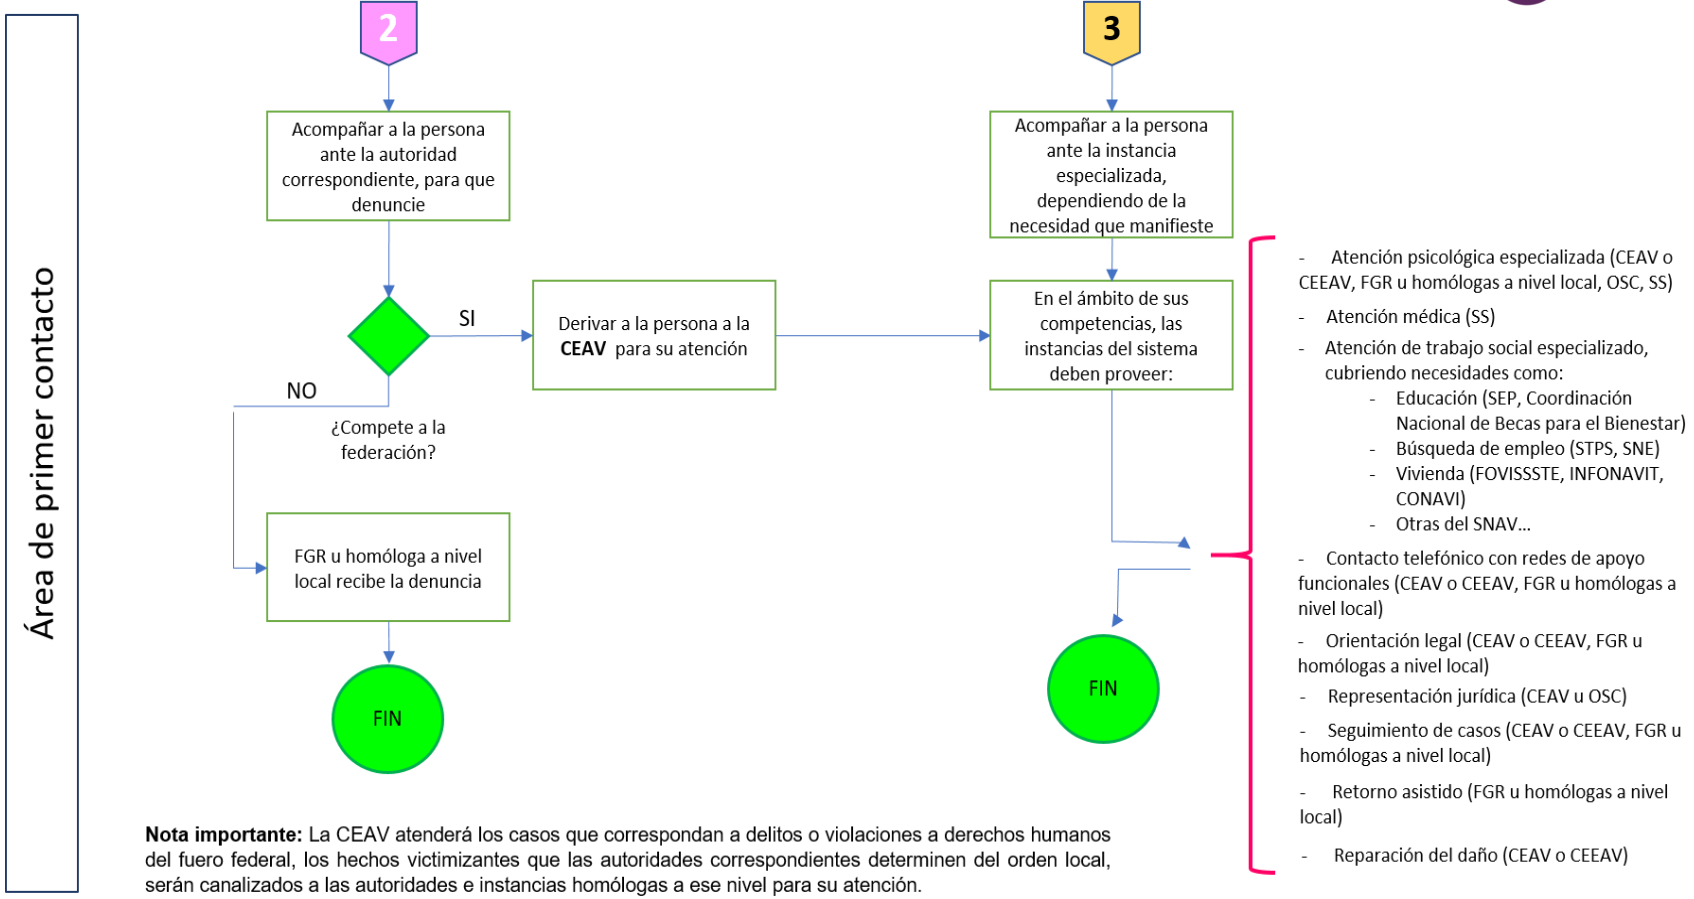 Área de primer contacto
2
Acompañar a la persona
ante la autoridad
correspondiente, para que
denuncie
SI
NO
¿Compete a la
federación?
Derivar a la persona a la
CEAV para su atención
FGR u homóloga a nivel
local recibe la denuncia
FIN
3
Acompañar a la persona
ante la instancia
especializada,
dependiendo de la
necesidad que manifieste
En el ámbito de sus
competencias, las
instancias del sistema
deben proveer:
FIN
- Atención psicológica especializada (CEAV o
CEEAV, FGR u homólogas a nivel local, OSC, SS)
- Atención médica (SS)
- Atención de trabajo social especializado,
cubriendo necesidades como:
- Educación (SEP, Coordinación
Nacional de Becas para el Bienestar)
- Búsqueda de empleo (STPS, SNE)
- Vivienda (FOVISSSTE, INFONAVIT,
CONAVI)
- Otras del SNAV...
- Contacto telefónico con redes de apoyo
funcionales (CEAV o CEEAV, FGR u homólogas a
nivel local)
- Orientación legal (CEAV o CEEAV, FGR u
homólogas a nivel local)
- Representación jurídica (CEAV u OSC)
- Seguimiento de casos (CEAV o CEEAV, FGR u
homólogas a nivel local)
- Retorno asistido (FGR u homólogas a nivel
local)
- Reparación del daño (CEAV o CEEAV)
Nota importante: La CEAV atenderá los casos que correspondan a delitos o violaciones a derechos humanos
del fuero federal, los hechos victimizantes que las autoridades correspondientes determinen del orden local,
serán canalizados a las autoridades e instancias homólogas a ese nivel para su atención.